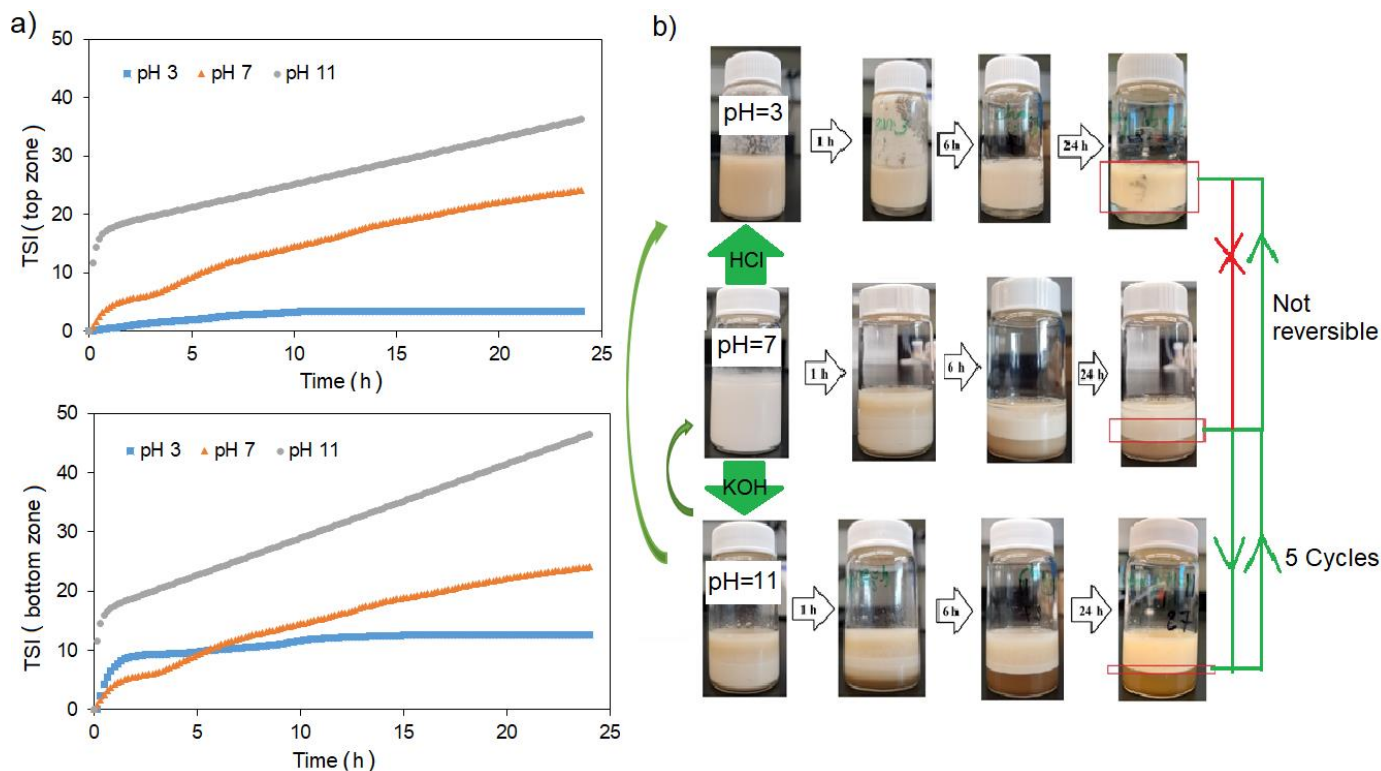 a)
50
40
30
20
10
0
TSI ( top zone)
pH 3 pH 7 pH 11
0 5 10 15 20 25
Time ( h )
50
40
30
20
10
0
TSI ( bottom zone)
pH 3 pH 7 pH 11
0 5 10 15 20 25
Time ( h )
b)
pH=3
1 h
6 h
24 h
HCl
Not
reversible
pH=7
1 h
6 h
24 h
KOH
5 Cycles
pH=11
1 h
6 h
24 h